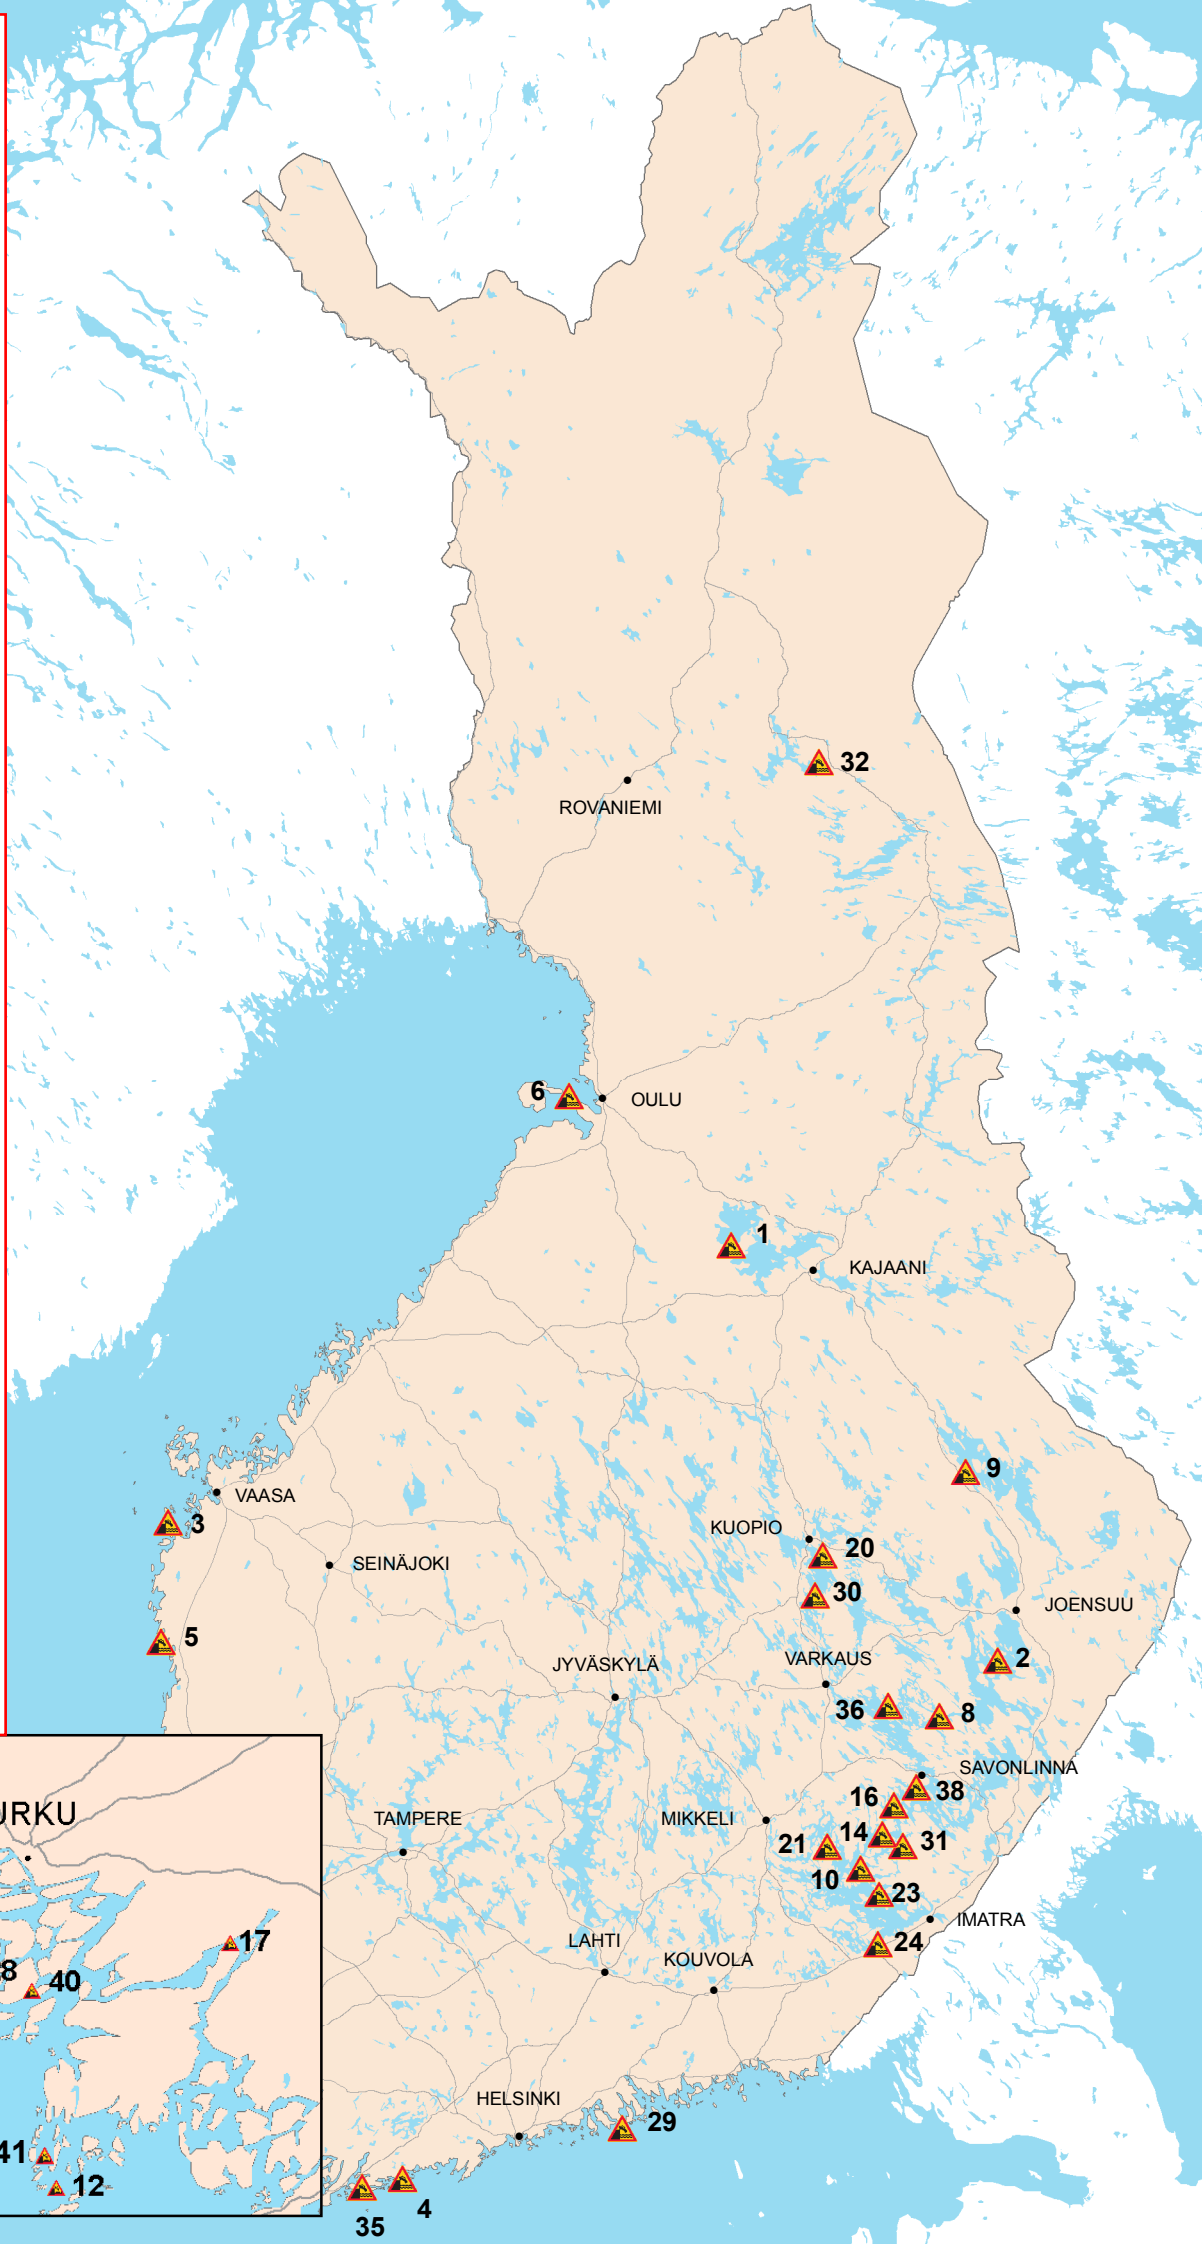 32
ROVANIEMI
6
OULU
1
KAJAANI
9
VAASA
3
KUOPIO
20
SEINÄJOKI
30
JOENSUU
5
JYVÄSKYLÄ
VARKAUS
2
36
8
SAVONLINNA
38
16
URKU
TAMPERE
MIKKELI
14
31
21
10
23
IMATRA
17
LAHTI
24
KOUVOLA
8
40
HELSINKI
29
41
12
4
35